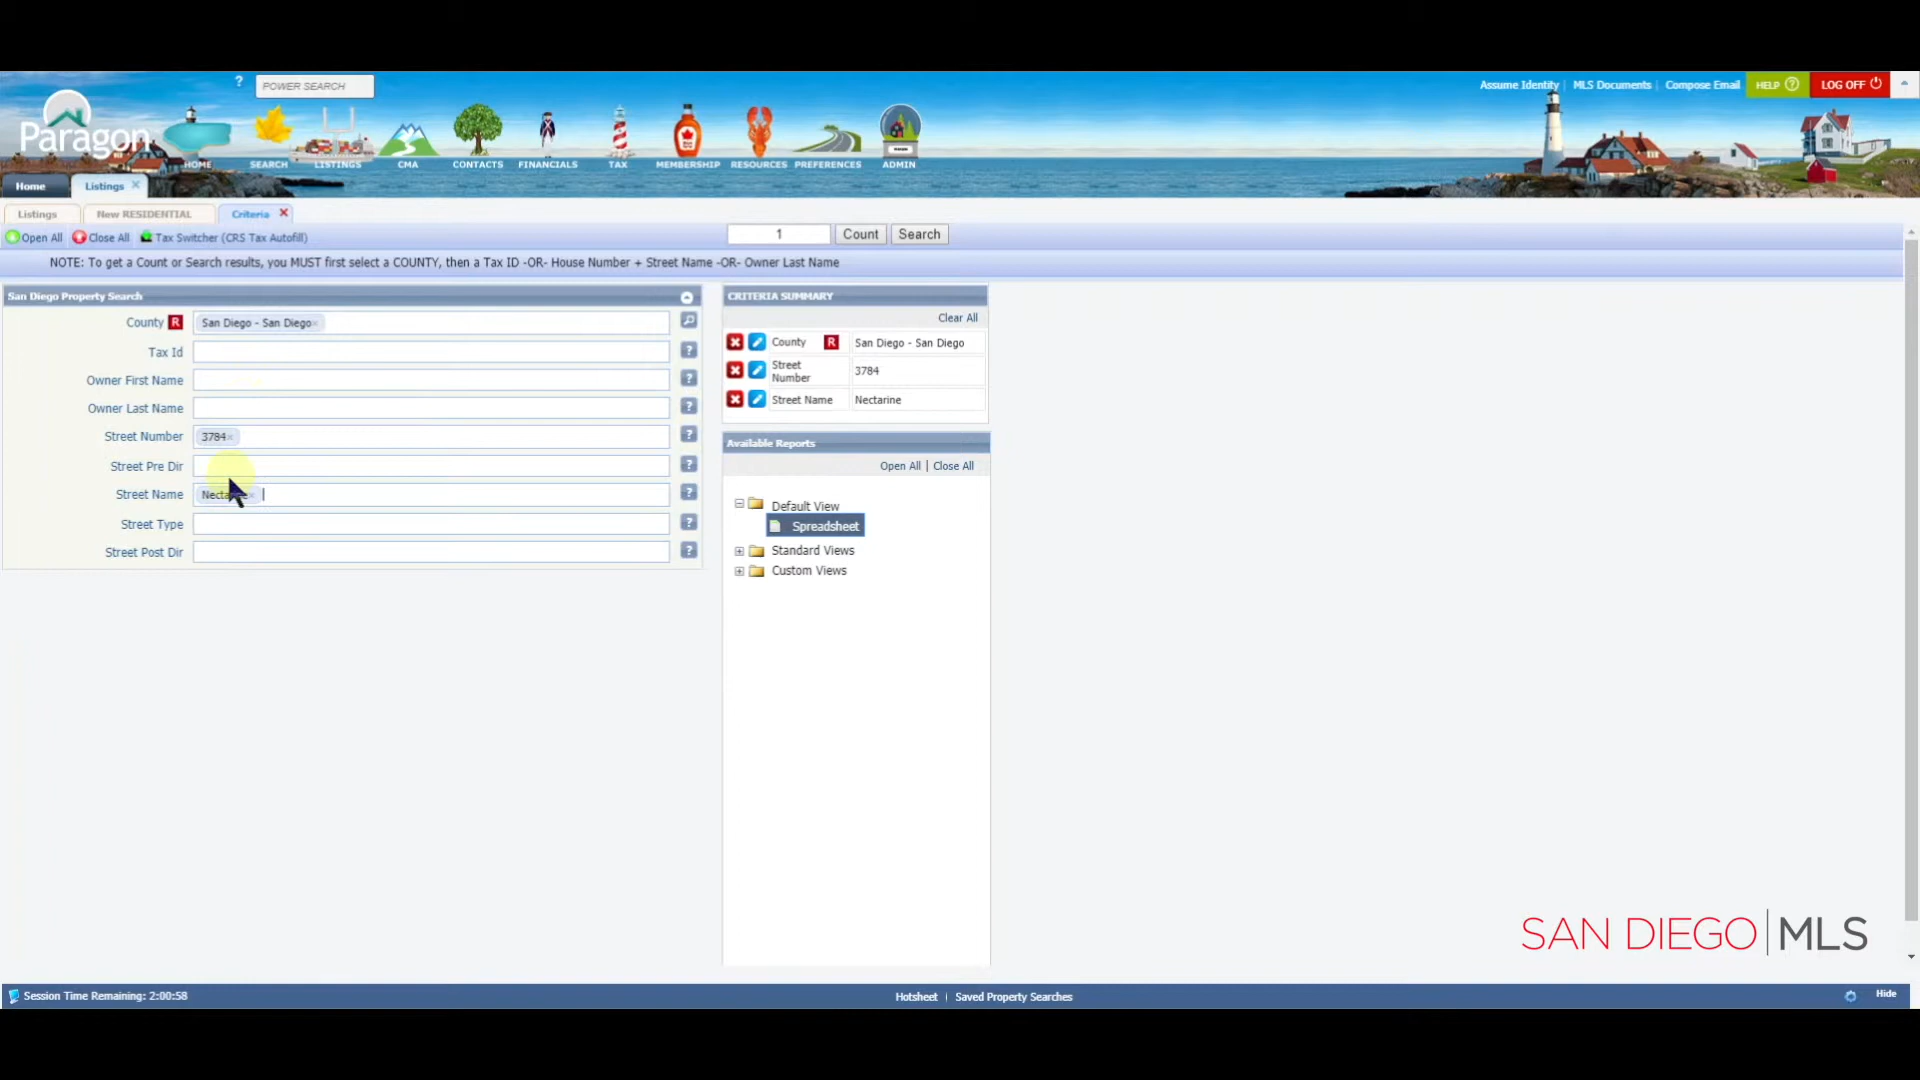 ? POWER SEARCH
Assume Identity | MLS Documents | Compose Email HELP ? LOG OFF
Paragon
HOME SEARCH LISTINGS CMA CONTACTS FINANCIALS TAX MEMBERSHIP RESOURCES PREFERENCES ADMIN
Home Listings ×
Listings New RESIDENTIAL Criteria
Open All Close All Tax Switcher (CRS Tax Autofill) 1 Count Search
NOTE: To get a Count or Search results, you MUST first select a COUNTY, then a Tax ID -OR- House Number + Street Name -OR- Owner Last Name
San Diego Property Search
County R San Diego - San Diego×
Tax Id ?
Owner First Name ?
Owner Last Name ?
Street Number 3784× ?
Street Pre Dir ?
Street Name ?
Street Type ?
Street Post Dir ?
CRITERIA SUMMARY
Clear All
County R San Diego - San Diego
Street Number 3784
Street Name Nectarine
Available Reports
Open All | Close All
Default View
Spreadsheet
Standard Views
Custom Views
SAN DIEGO MLS
Session Time Remaining: 2:00:58 Hotsheet | Saved Property Searches Hide